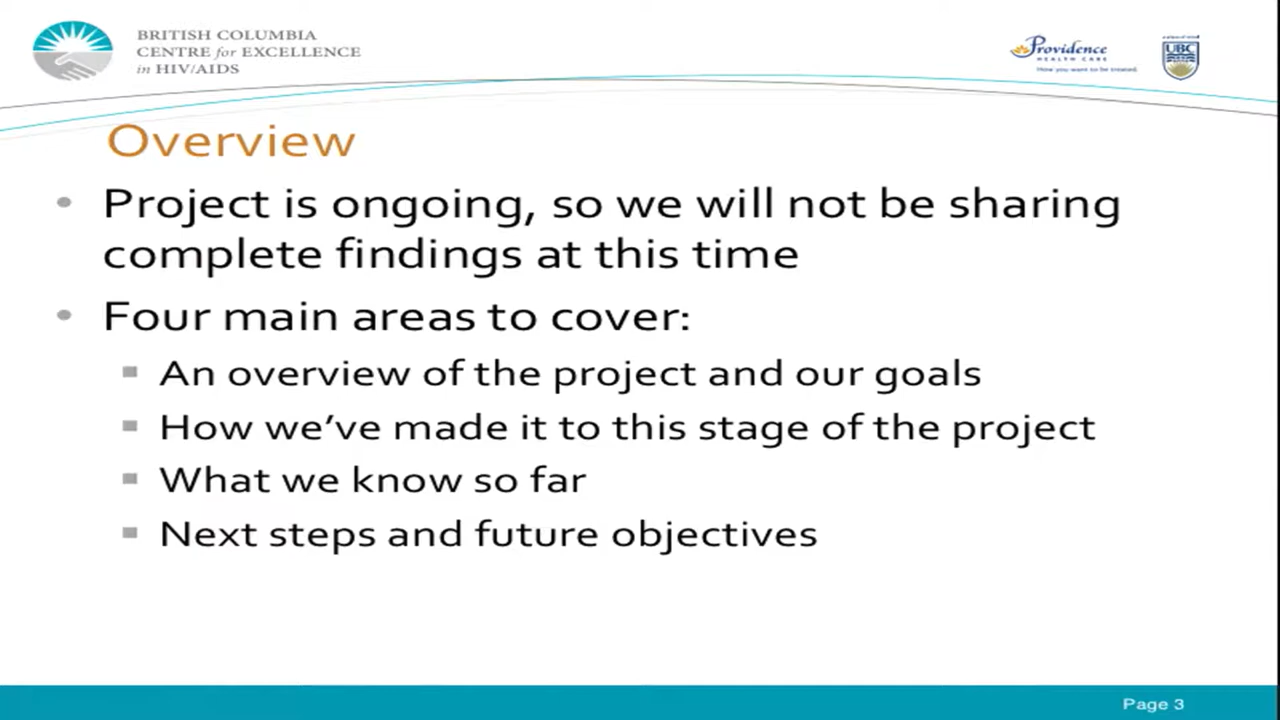 BRITISH COLUMBIA
CENTRE for EXCELLENCE
in HIV/AIDS
Providence
HEALTH CARE
How you want to be treated.
UBC
Overview
• Project is ongoing, so we will not be sharing
complete findings at this time
• Four main areas to cover:
▪ An overview of the project and our goals
▪ How we've made it to this stage of the project
▪ What we know so far
▪ Next steps and future objectives
Page 3